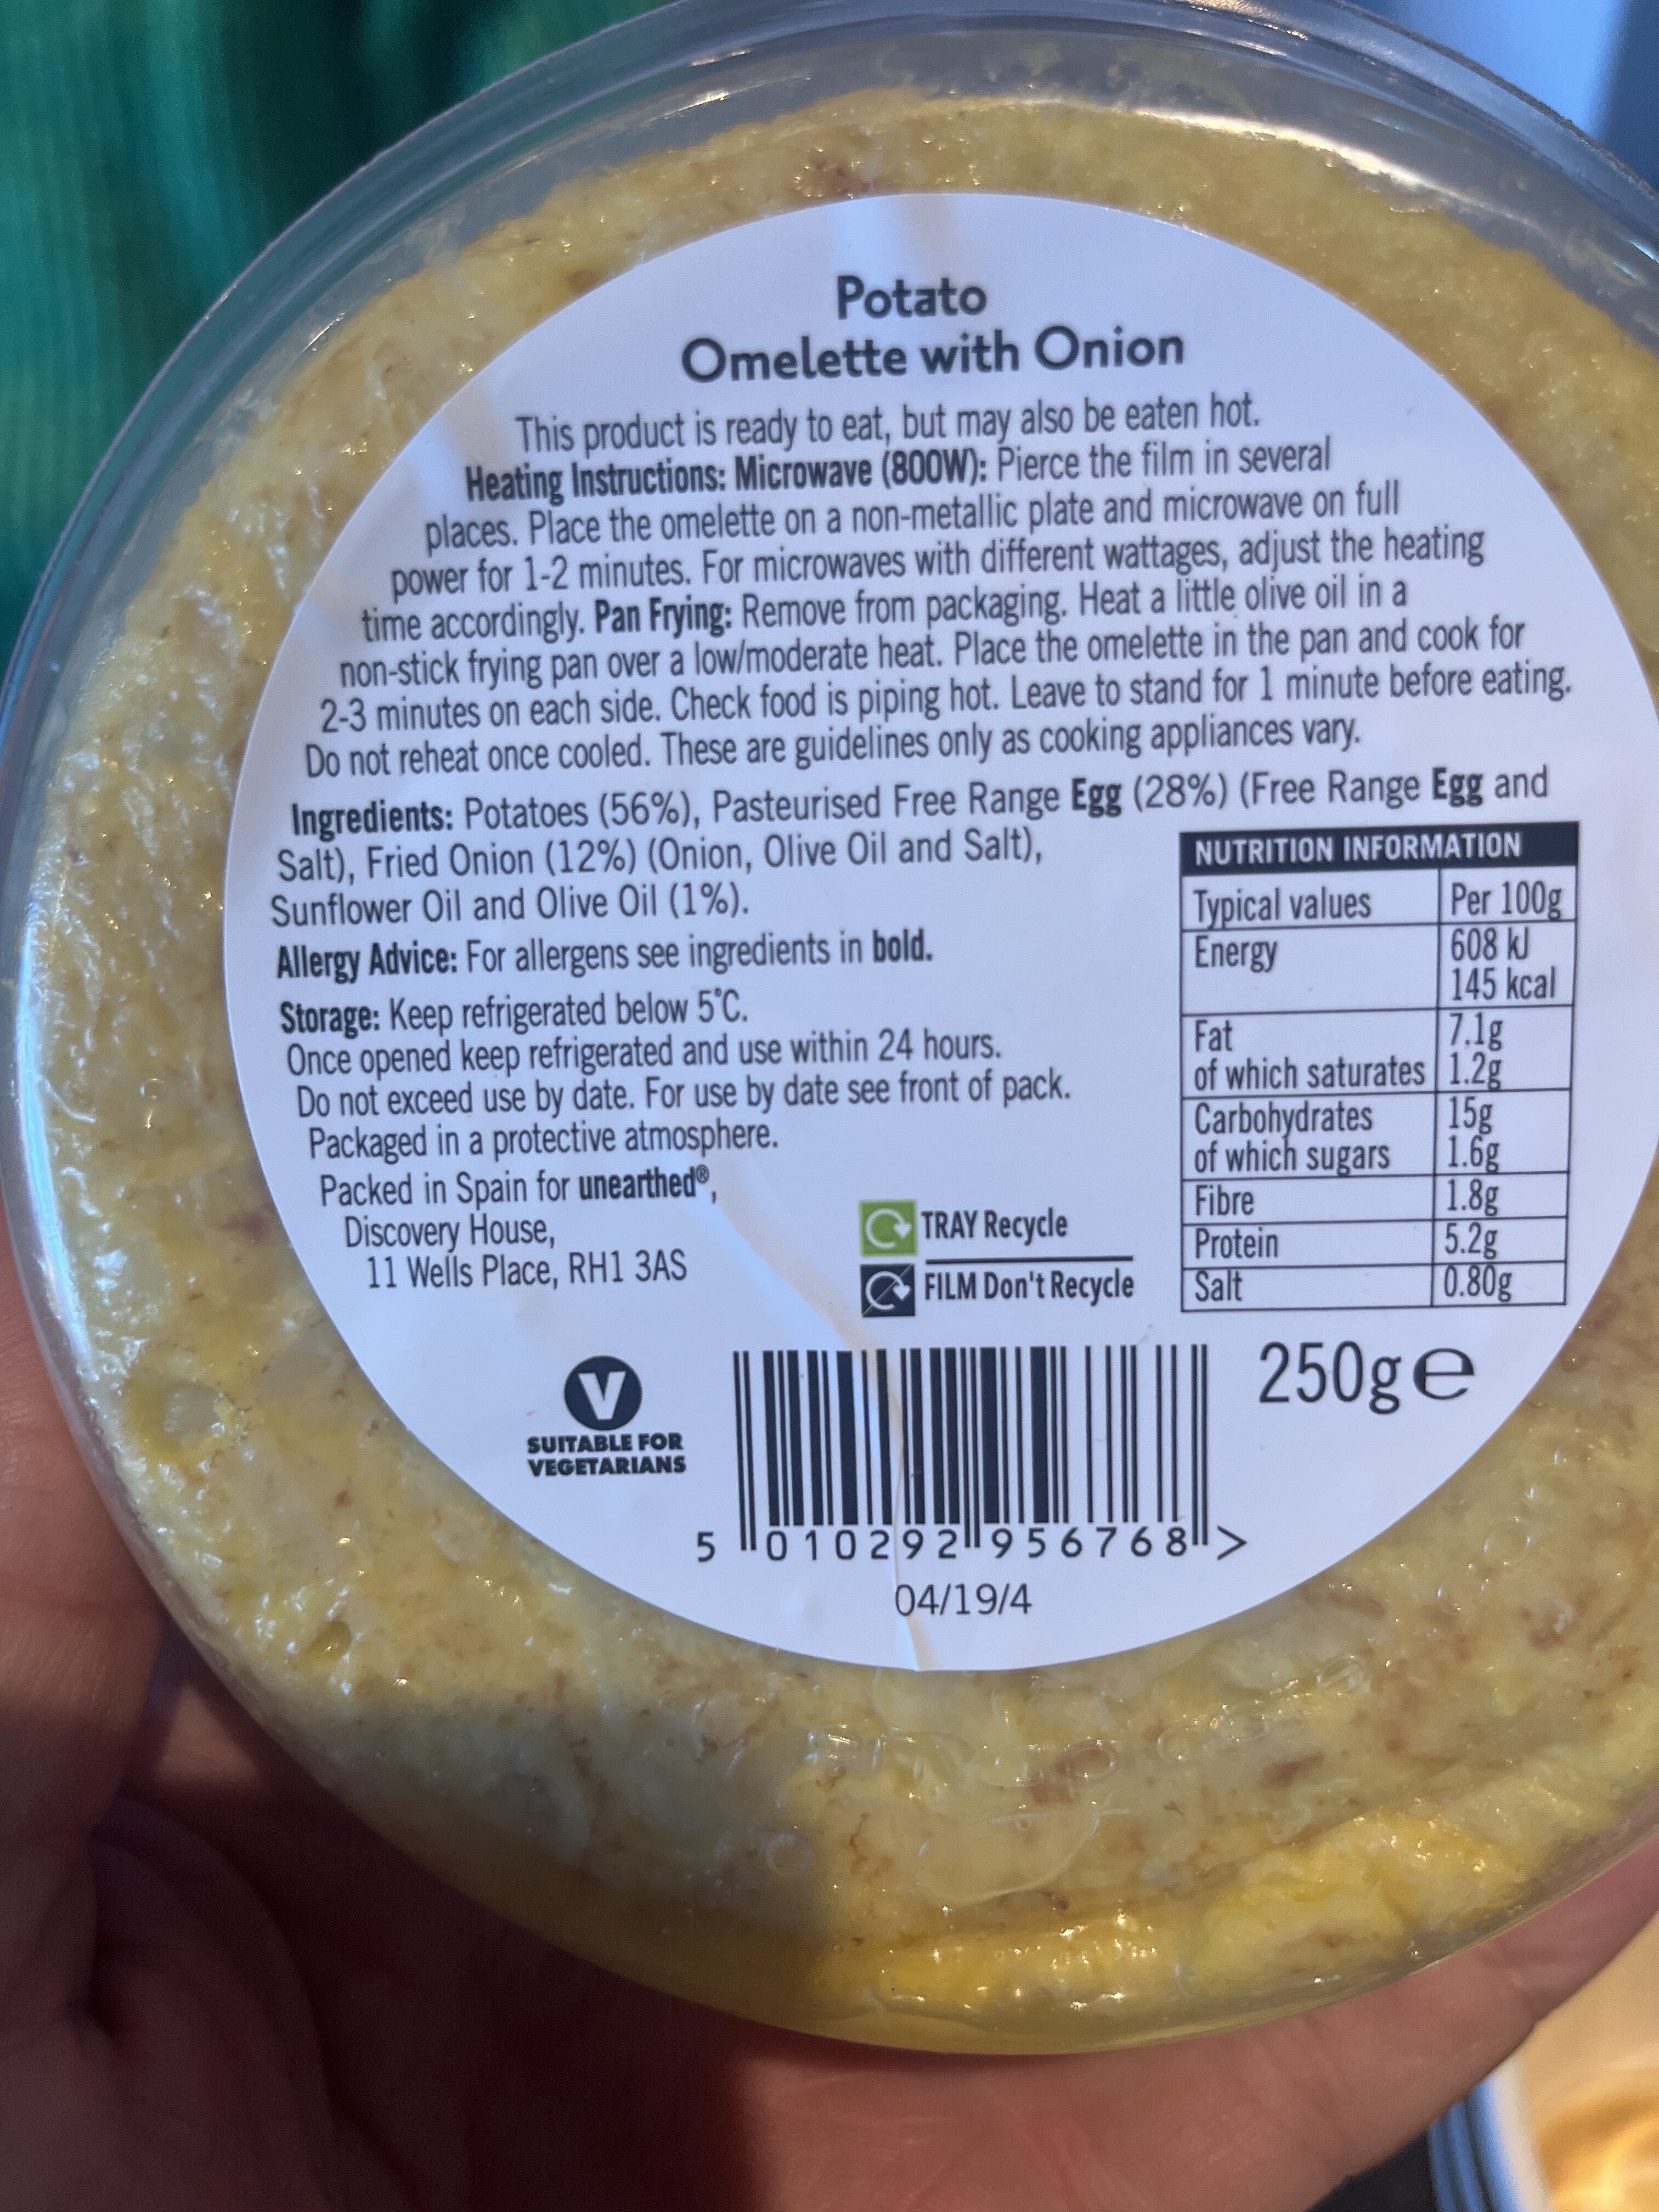 Potato
Omelette with Onion
This product is ready to eat, but may also be eaten hot.
Heating Instructions: Microwave (800W): Pierce the film in several
places. Place the omelette on a non-metallic plate and microwave on full
power for 1-2 minutes. For microwaves with different wattages, adjust the heating
time accordingly. Pan Frying: Remove from packaging. Heat a little olive oil in a
non-stick frying pan over a low/moderate heat. Place the omelette in the pan and cook for
2-3 minutes on each side. Check food is piping hot. Leave to stand for 1 minute before eating.
Do not reheat once cooled. These are guidelines only as cooking appliances vary.
Ingredients: Potatoes (56%), Pasteurised Free Range Egg (28%) (Free Range Egg and
Salt), Fried Onion (12%) (Onion, Olive Oil and Salt),
Sunflower Oil and Olive Oil (1%).
Allergy Advice: For allergens see ingredients in bold.
Storage: Keep refrigerated below 5°C.
Once opened keep refrigerated and use within 24 hours.
Do not exceed use by date. For use by date see front of pack.
Packaged in a protective atmosphere.
Packed in Spain for unearthed®,
Discovery House,
11 Wells Place, RH1 3AS
TRAY Recycle
FILM Don't Recycle
NUTRITION INFORMATION
Typical values Per 100g
Energy 608 kJ
145 kcal
Fat 7.1g
of which saturates 1.2g
Carbohydrates 15g
of which sugars 1.6g
Fibre 1.8g
Protein 5.2g
Salt 0.80g
250g e
V
SUITABLE FOR
VEGETARIANS
5 010292 956768 >
04/19/4